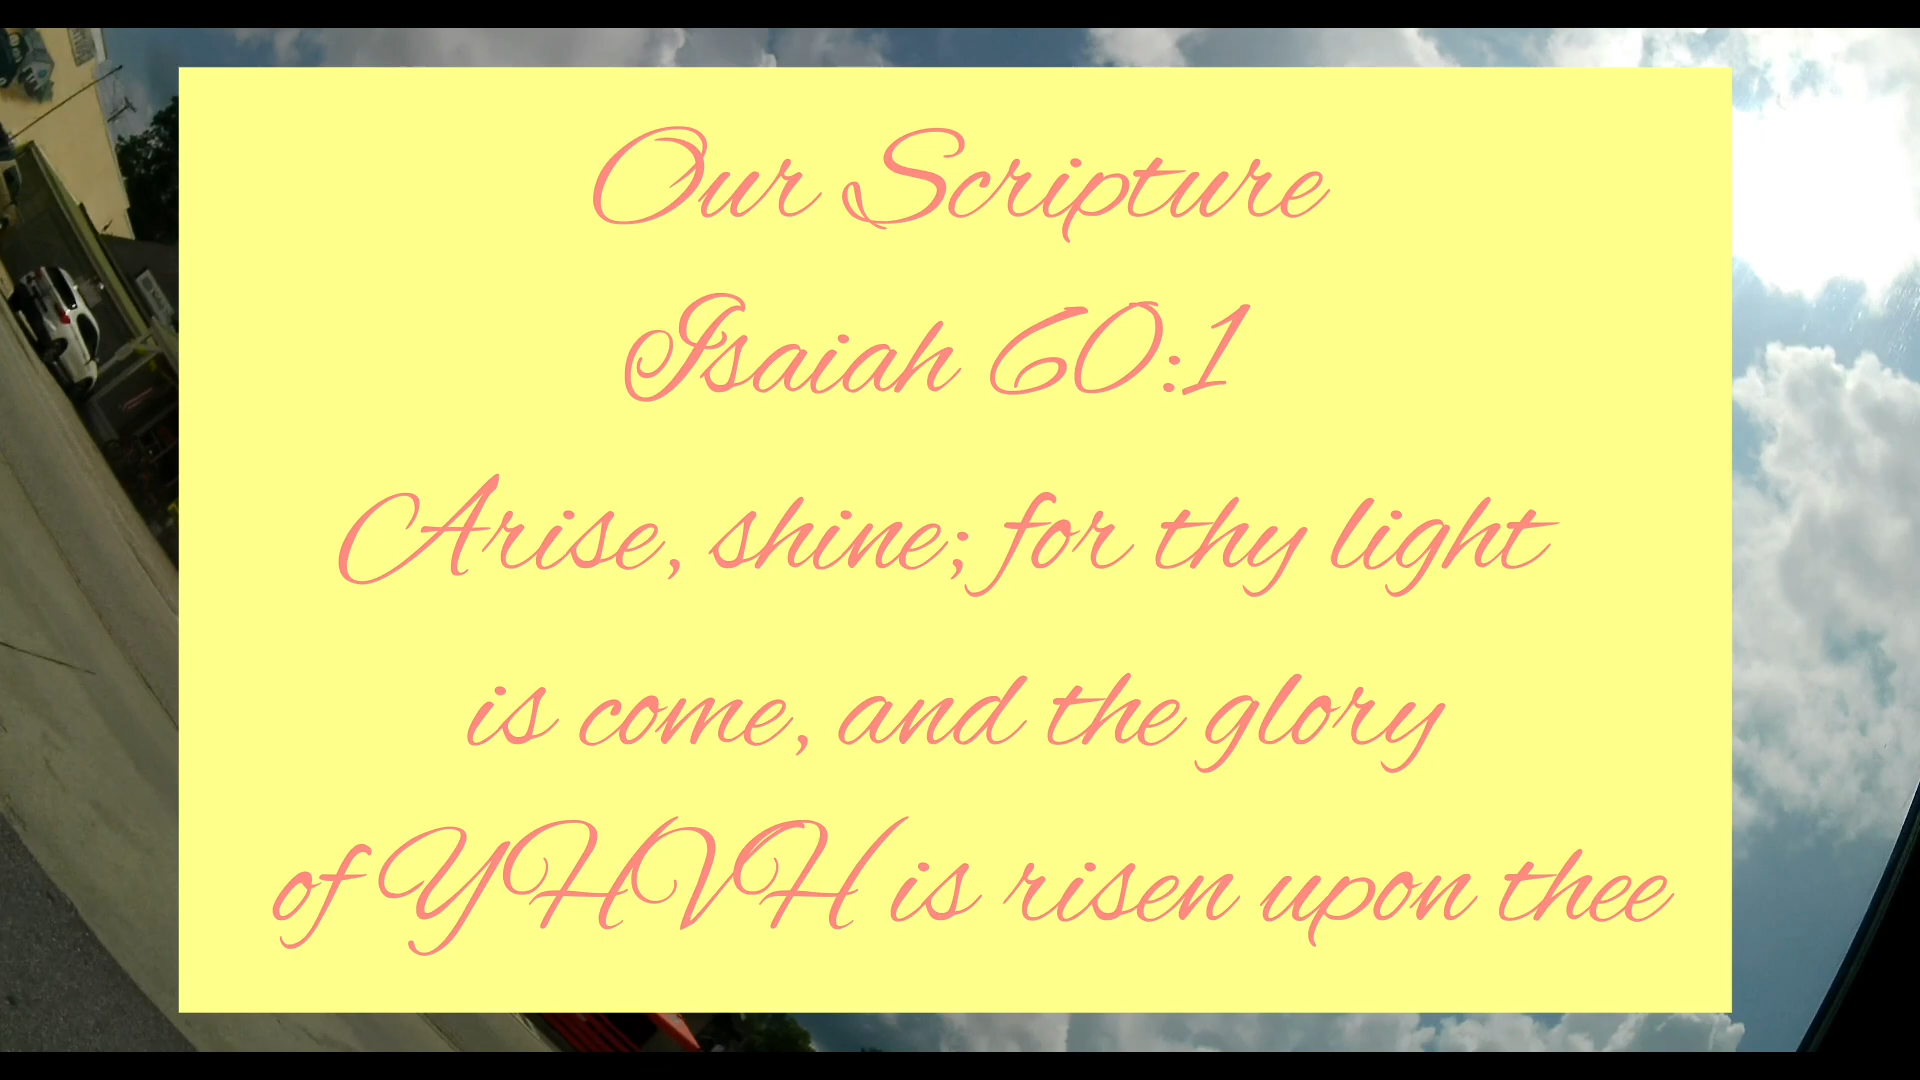 Our Scripture
Isaiah 60:1
Arise, shine; for thy light
is come, and the glory
of YHVH is risen upon thee